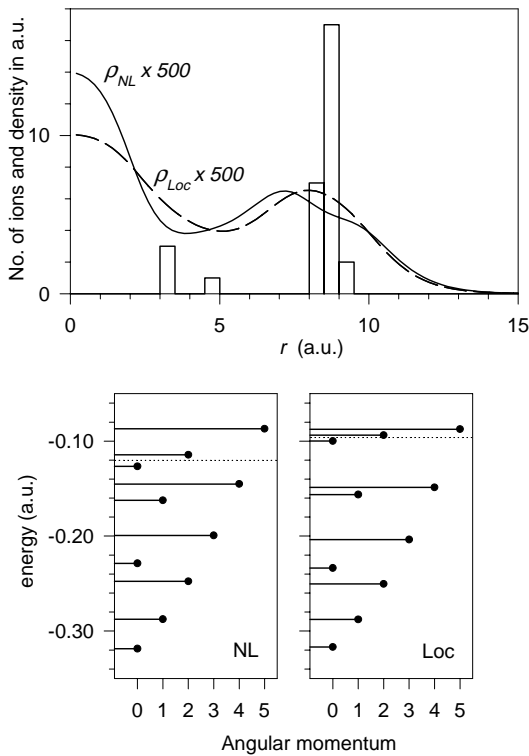 No. of ions and density in a.u.
10
0
ρNL x 500
ρLoc x 500
0 5 10 15
r (a.u.)
energy (a.u.)
-0.10
-0.20
-0.30
NL
Loc
0 1 2 3 4 5
0 1 2 3 4 5
Angular momentum